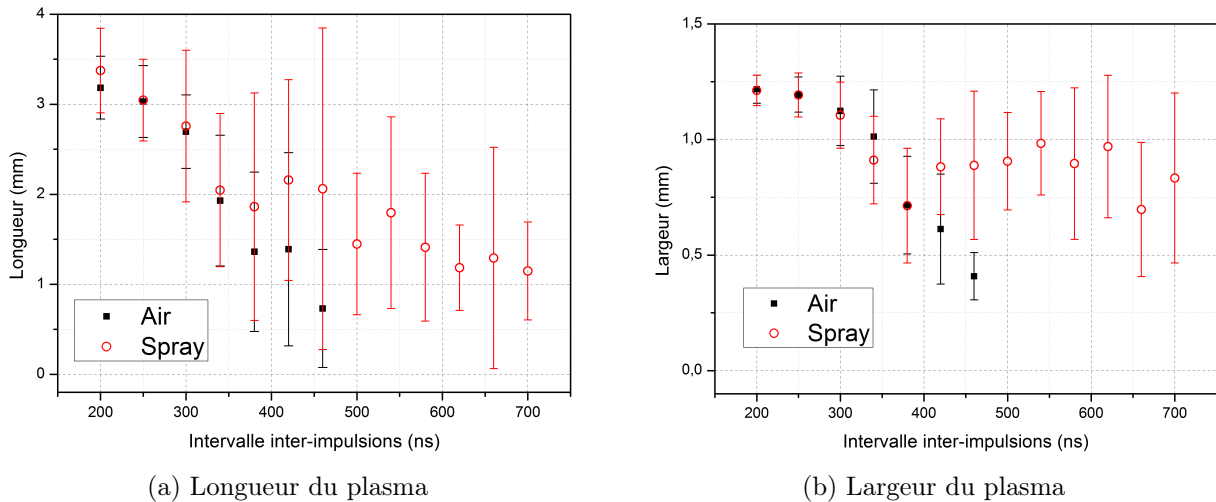 4
3
2
1
0
Longueur (mm)
Air
Spray
200 300 400 500 600 700
Intervalle inter-impulsions (ns)
(a) Longueur du plasma
1,5
1,0
0,5
0,0
Largeur (mm)
Air
Spray
200 300 400 500 600 700
Intervalle inter-impulsions (ns)
(b) Largeur du plasma